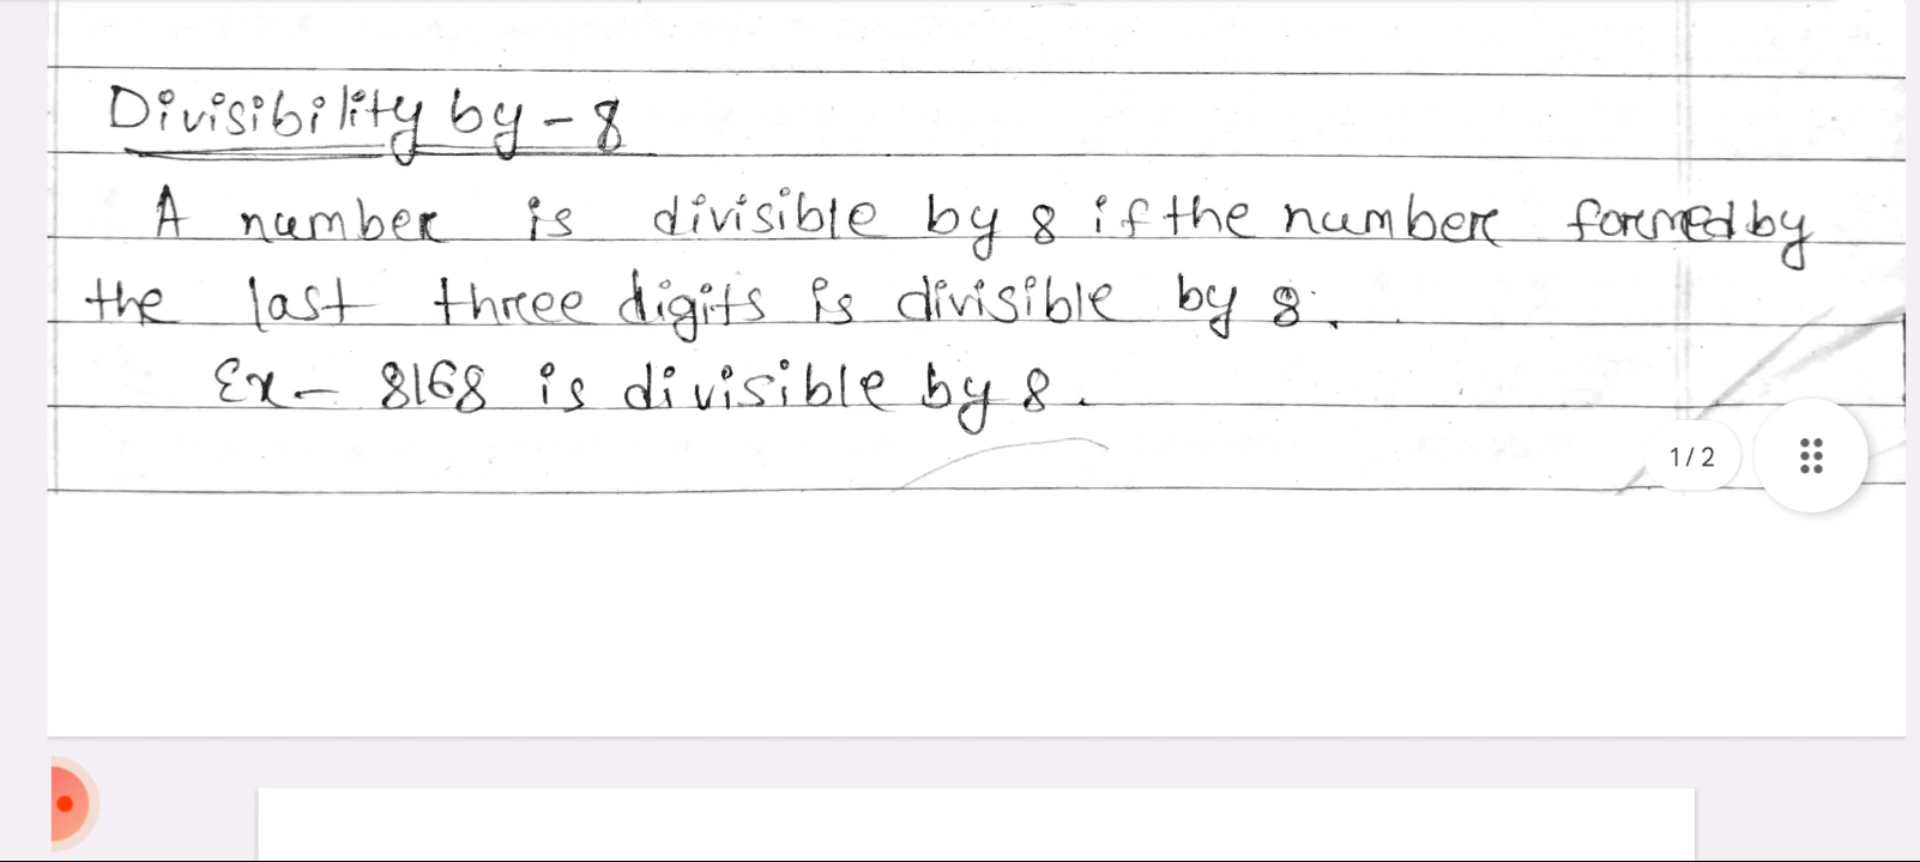 Divisibility by - 8
A number is divisible by 8 if the number formed by
the last three digits is divisible by 8.
Ex - 8168 is divisible by 8.
1/2